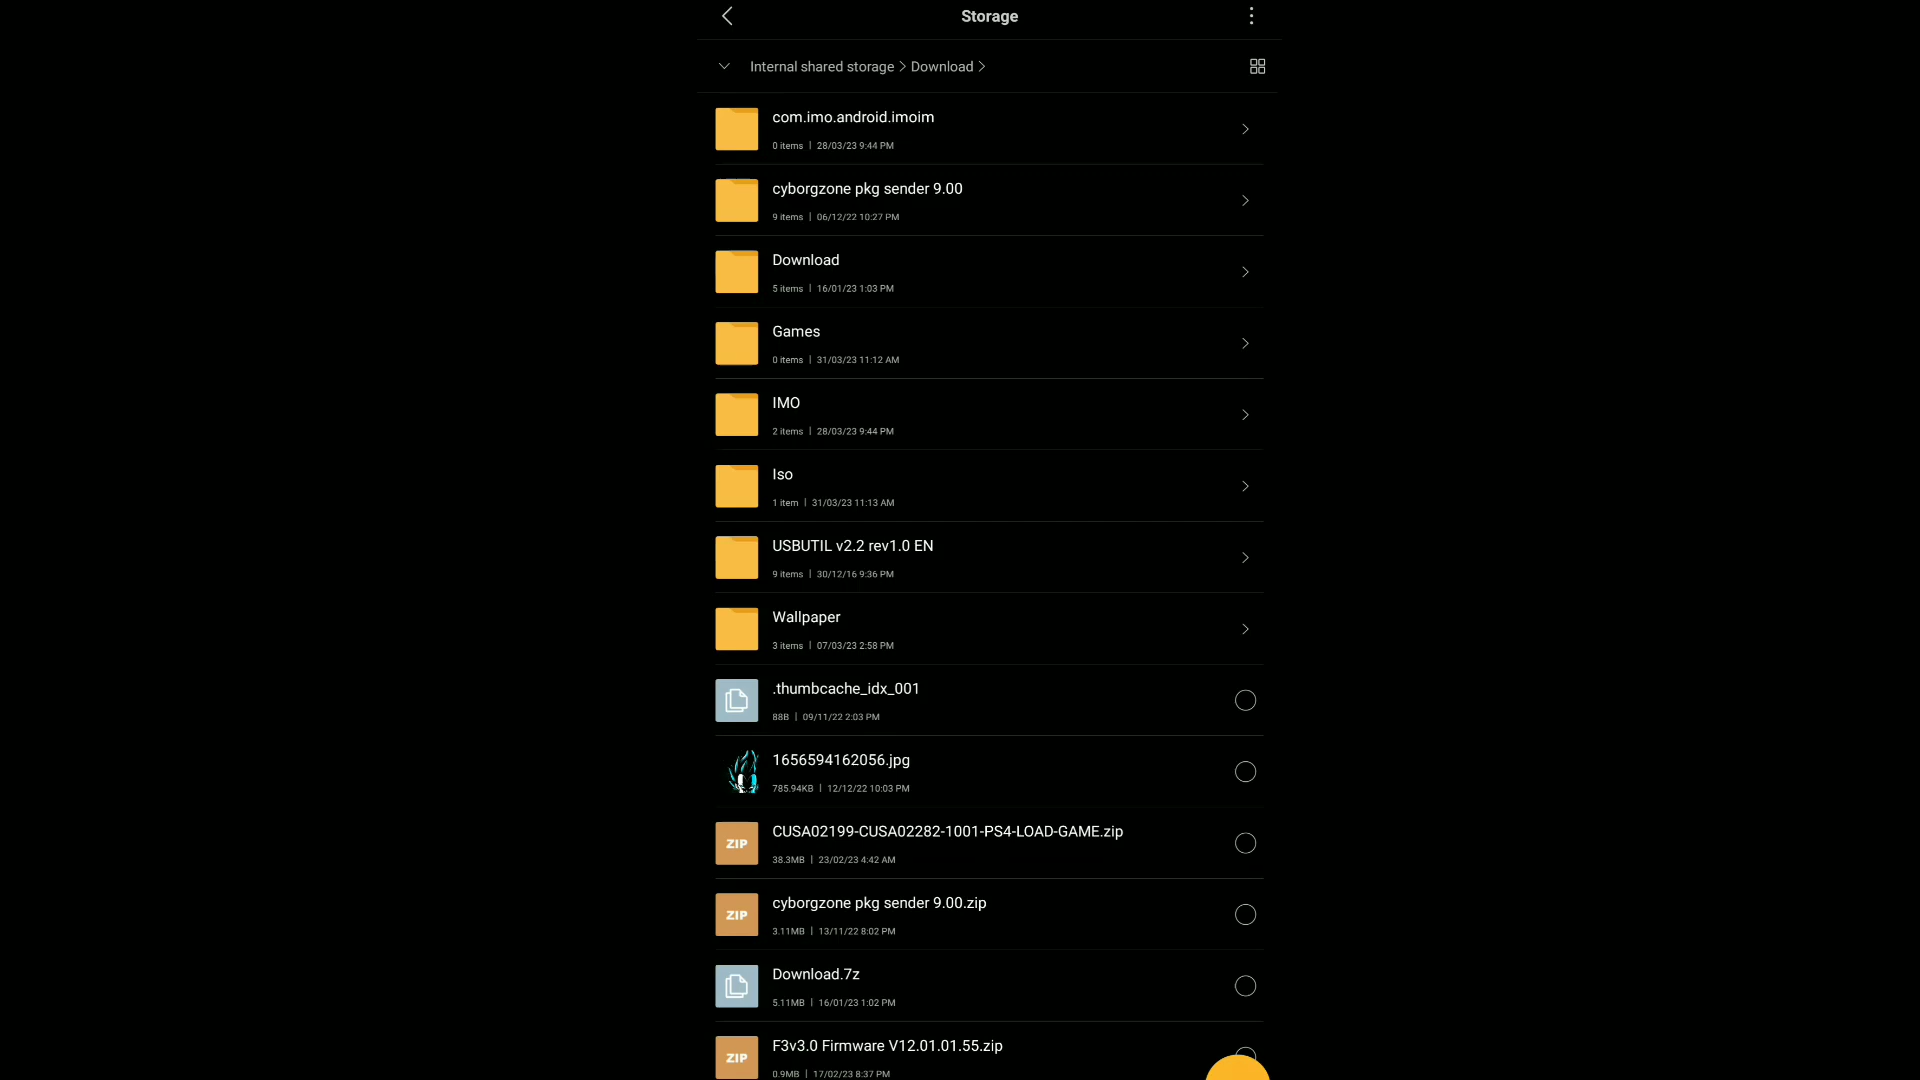 Storage
Internal shared storage > Download >
com.imo.android.imoim
0 items | 28/03/23 9:44 PM
cyborgzone pkg sender 9.00
9 items | 06/12/22 10:27 PM
Download
5 items | 16/01/23 1:03 PM
Games
0 items | 31/03/23 11:12 AM
IMO
2 items | 28/03/23 9:44 PM
Iso
1 item | 31/03/23 11:13 AM
USBUTIL v2.2 rev1.0 EN
9 items | 30/12/16 9:36 PM
Wallpaper
3 items | 07/03/23 2:58 PM
.thumbcache_idx_001
88B | 09/11/22 2:03 PM
1656594162056.jpg
785.94KB | 12/12/22 10:03 PM
ZIP
CUSA02199-CUSA02282-1001-PS4-LOAD-GAME.zip
38.3MB | 23/02/23 4:42 AM
ZIP
cyborgzone pkg sender 9.00.zip
3.11MB | 13/11/22 8:02 PM
Download.7z
5.11MB | 16/01/23 1:02 PM
ZIP
F3v3.0 Firmware V12.01.01.55.zip
0.9MB | 17/02/23 8:37 PM